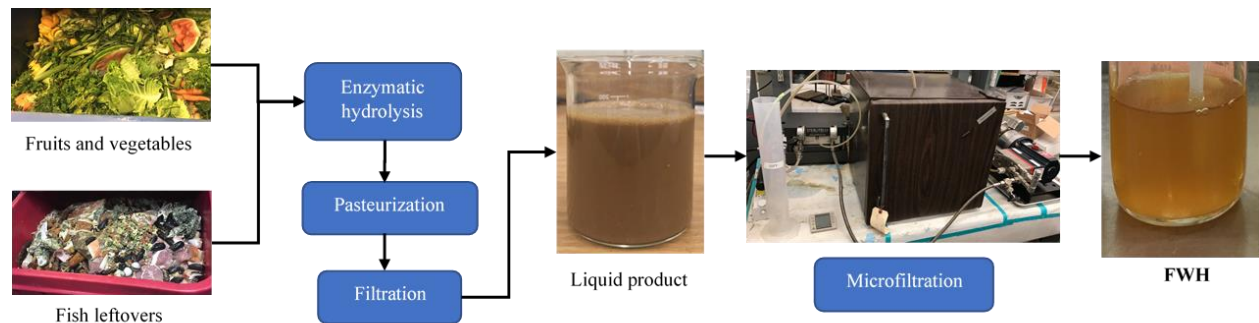 Fruits and vegetables
Fish leftovers
Enzymatic
hydrolysis
Pasteurization
Filtration
Liquid product
Microfiltration
FWH